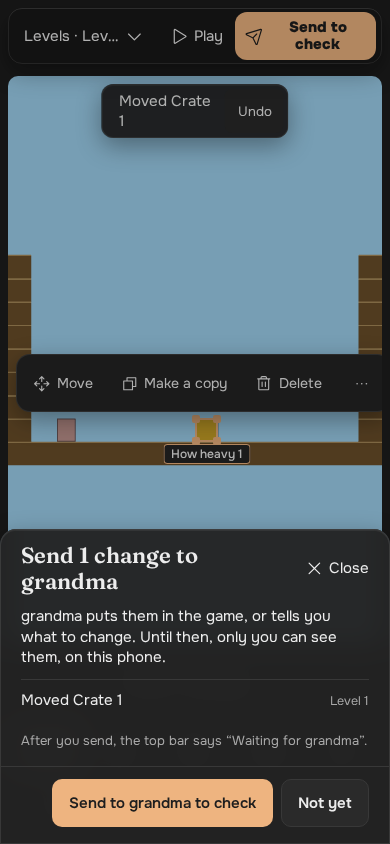 Levels · Lev...
Play
Send to
check
Moved Crate
1
Undo
Move
Make a copy
Delete
...
How heavy 1
Send 1 change to
grandma
Close
grandma puts them in the game, or tells you
what to change. Until then, only you can see
them, on this phone.
Moved Crate 1
Level 1
After you send, the top bar says “Waiting for grandma”.
Send to grandma to check
Not yet